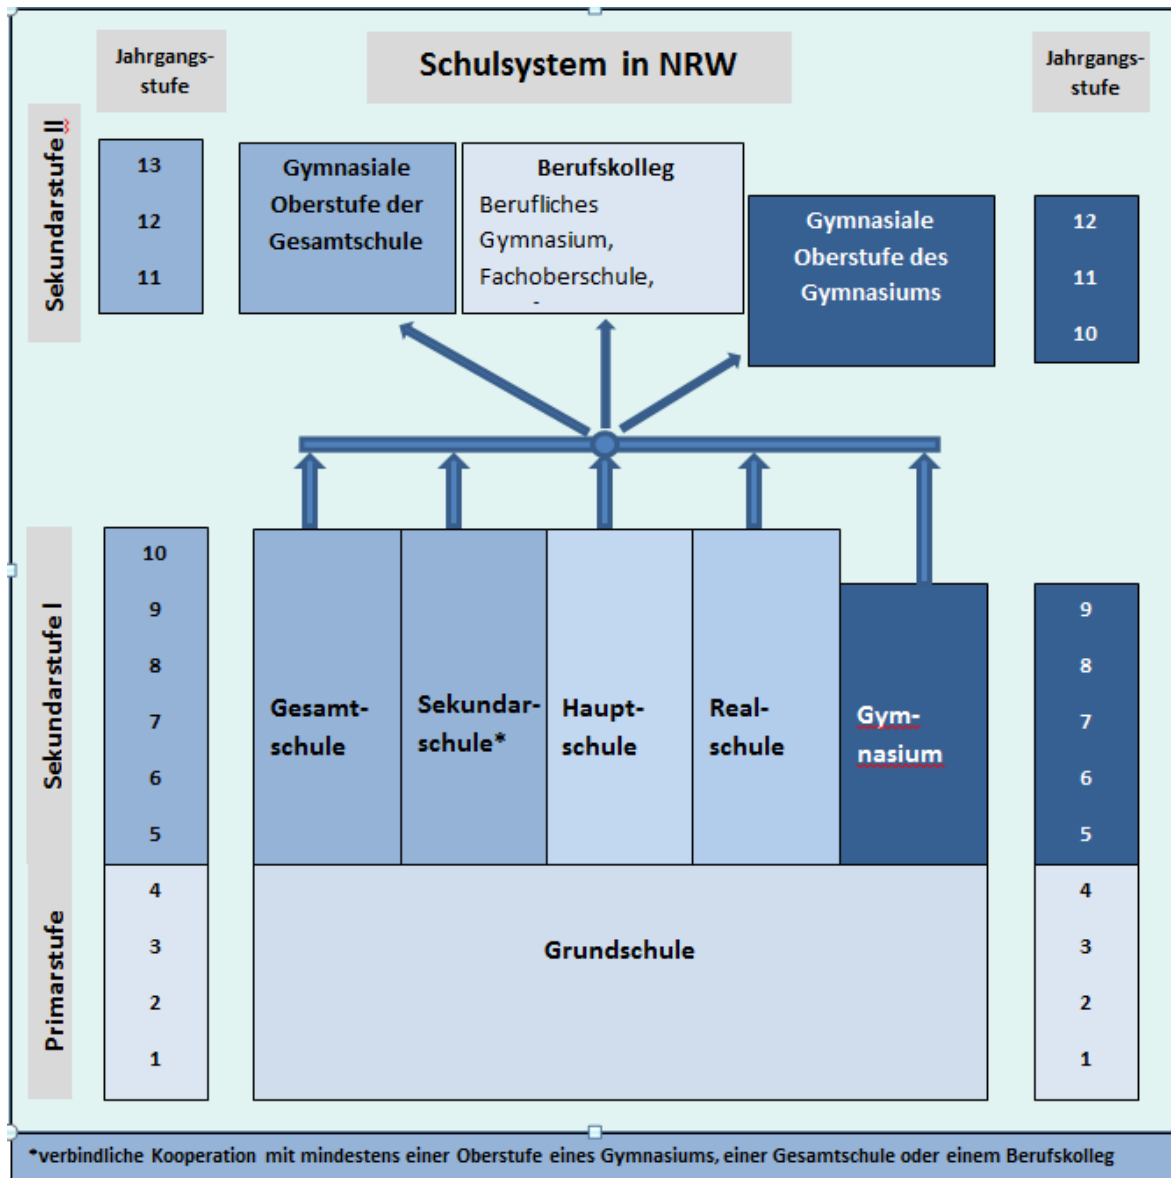 Jahrgangs-
stufe
Schulsystem in NRW
Jahrgangs-
stufe
Sekundarstufe II
13
12
11
Gymnasiale
Oberstufe der
Gesamtschule
Berufskolleg
Berufliches
Gymnasium,
Fachoberschule,
Gymnasiale
Oberstufe des
Gymnasiums
12
11
10
Sekundarstufe I
10
9
8
7
6
5
Gesamt-
schule
Sekundar-
schule*
Haupt-
schule
Real-
schule
Gym-
nasium
9
8
7
6
5
Primarstufe
4
3
2
1
Grundschule
4
3
2
1
*verbindliche Kooperation mit mindestens einer Oberstufe eines Gymnasiums, einer Gesamtschule oder einem Berufskolleg